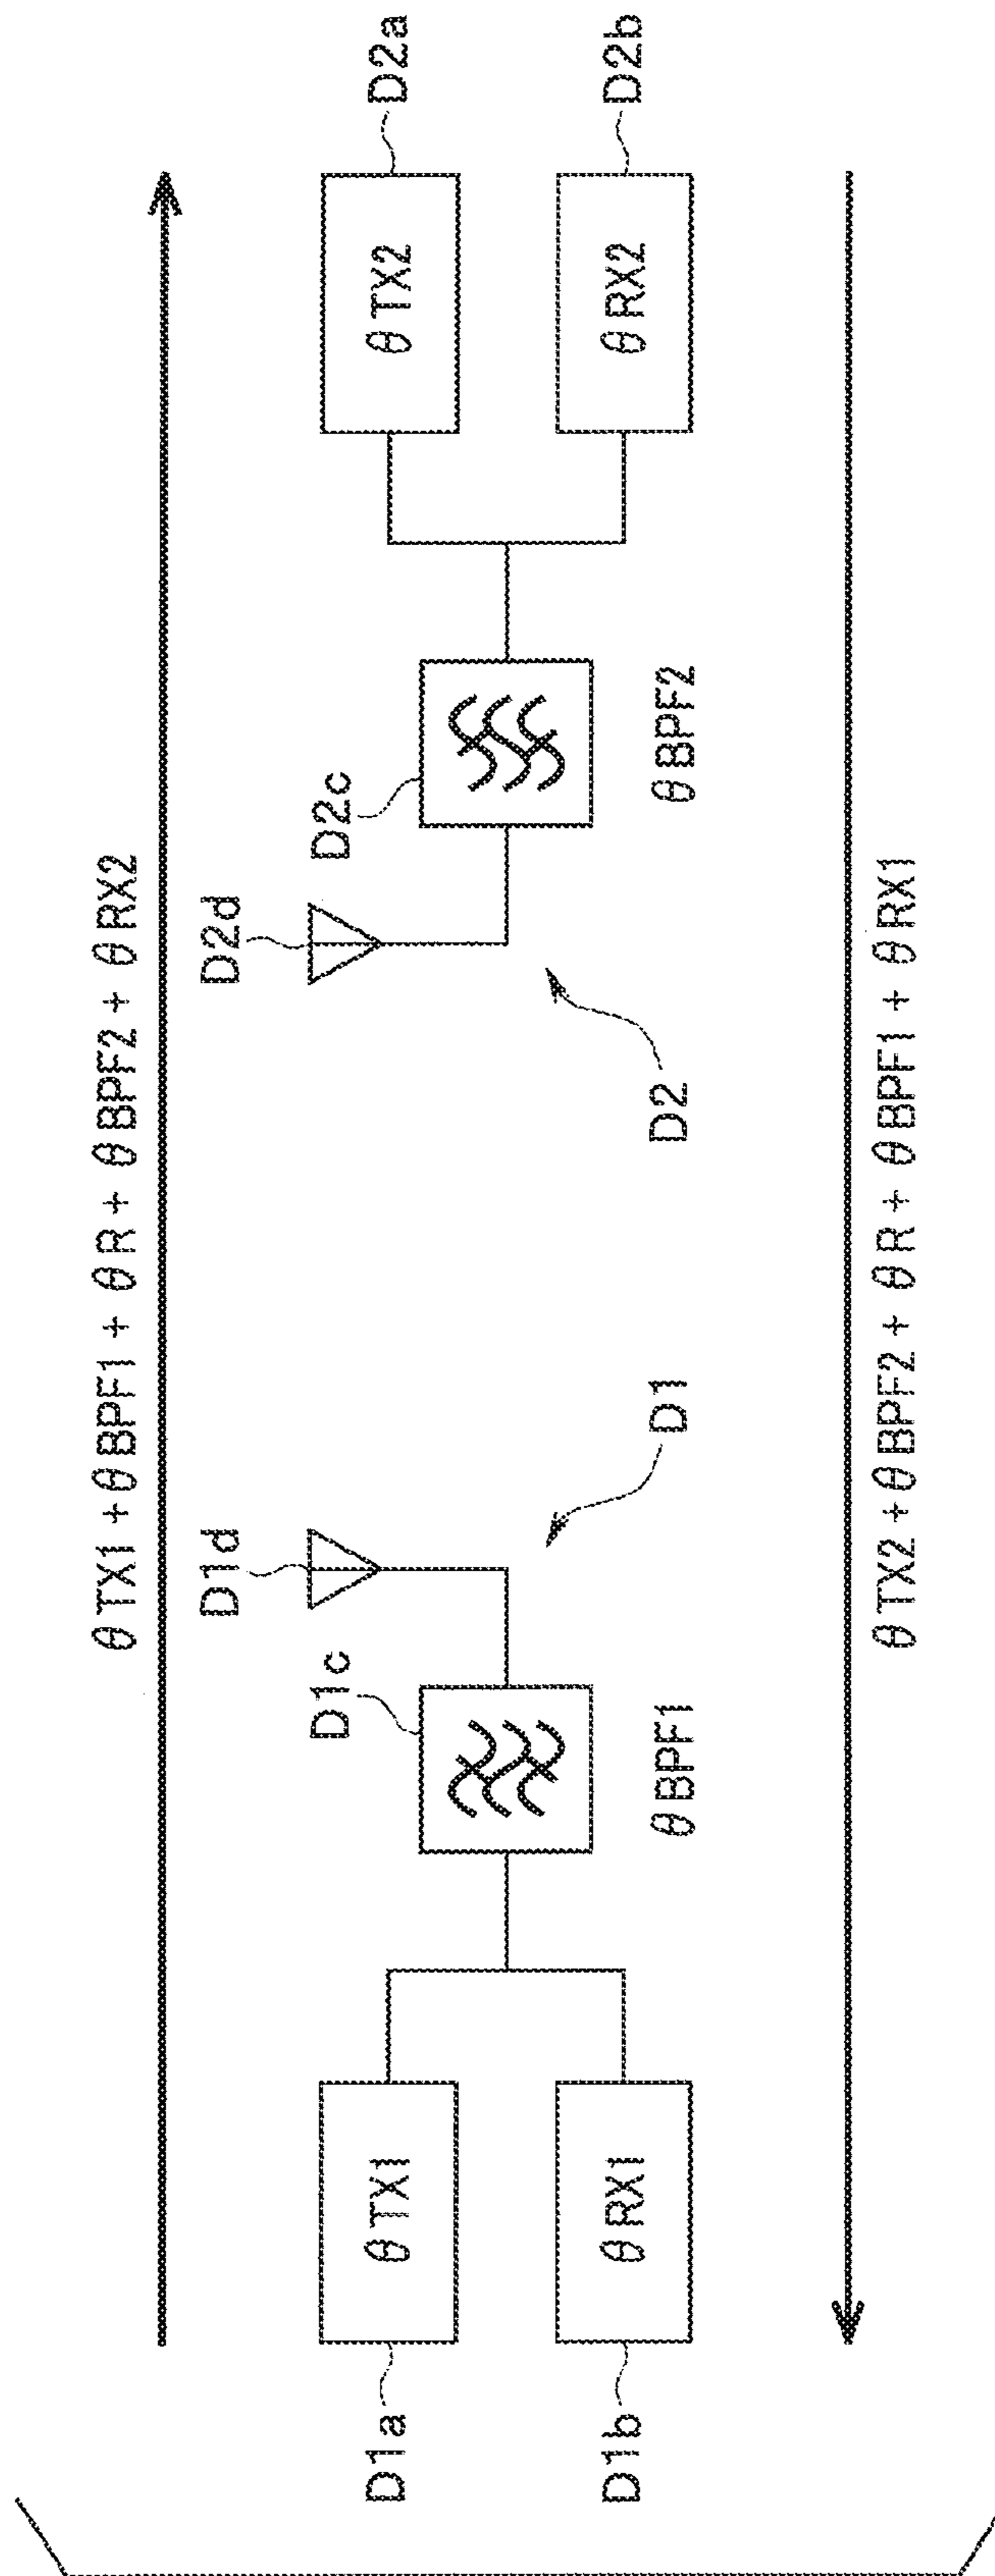 θTX1+θBPF1+θR+θBPF2+θRX2
D1d
D2d
D1c
D2c
D1a
θTX1
θTX2
D2a
D1b
θRX1
θRX2
D2b
θBPF1
D1
D2
θBPF2
θTX2+θBPF2+θR+θBPF1+θRX1